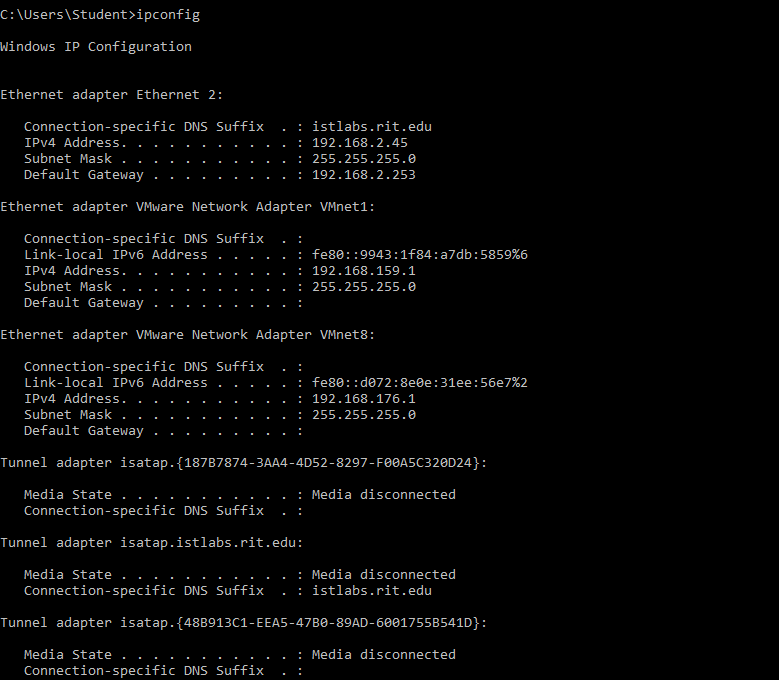 C:\Users\Student>ipconfig
Windows IP Configuration
Ethernet adapter Ethernet 2:
Connection-specific DNS Suffix  . : istlabs.rit.edu
IPv4 Address. . . . . . . . . . . : 192.168.2.45
Subnet Mask . . . . . . . . . . . : 255.255.255.0
Default Gateway . . . . . . . . . : 192.168.2.253
Ethernet adapter VMware Network Adapter VMnet1:
Connection-specific DNS Suffix  . :
Link-local IPv6 Address . . . . . : fe80::9943:1f84:a7db:5859%6
IPv4 Address. . . . . . . . . . . : 192.168.159.1
Subnet Mask . . . . . . . . . . . : 255.255.255.0
Default Gateway . . . . . . . . . :
Ethernet adapter VMware Network Adapter VMnet8:
Connection-specific DNS Suffix  . :
Link-local IPv6 Address . . . . . : fe80::d072:8e0e:31ee:56e7%2
IPv4 Address. . . . . . . . . . . : 192.168.176.1
Subnet Mask . . . . . . . . . . . : 255.255.255.0
Default Gateway . . . . . . . . . :
Tunnel adapter isatap.{187B7874-3AA4-4D52-8297-F00A5C320D24}:
Media State . . . . . . . . . . . : Media disconnected
Connection-specific DNS Suffix  . :
Tunnel adapter isatap.istlabs.rit.edu:
Media State . . . . . . . . . . . : Media disconnected
Connection-specific DNS Suffix  . : istlabs.rit.edu
Tunnel adapter isatap.{48B913C1-EEA5-47B0-89AD-6001755B541D}:
Media State . . . . . . . . . . . : Media disconnected
Connection-specific DNS Suffix  . :